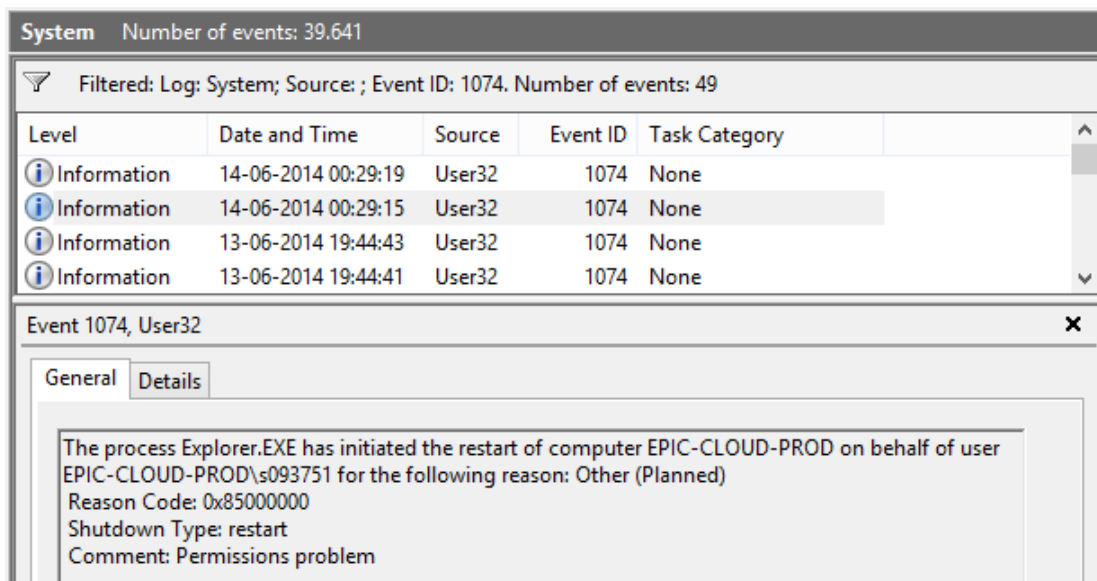 System Number of events: 39.641
Filtered: Log: System; Source: ; Event ID: 1074. Number of events: 49
Level Date and Time Source Event ID Task Category
Information 14-06-2014 00:29:19 User32 1074 None
Information 14-06-2014 00:29:15 User32 1074 None
Information 13-06-2014 19:44:43 User32 1074 None
Information 13-06-2014 19:44:41 User32 1074 None
Event 1074, User32
General Details
The process Explorer.EXE has initiated the restart of computer EPIC-CLOUD-PROD on behalf of user
EPIC-CLOUD-PROD\s093751 for the following reason: Other (Planned)
Reason Code: 0x85000000
Shutdown Type: restart
Comment: Permissions problem